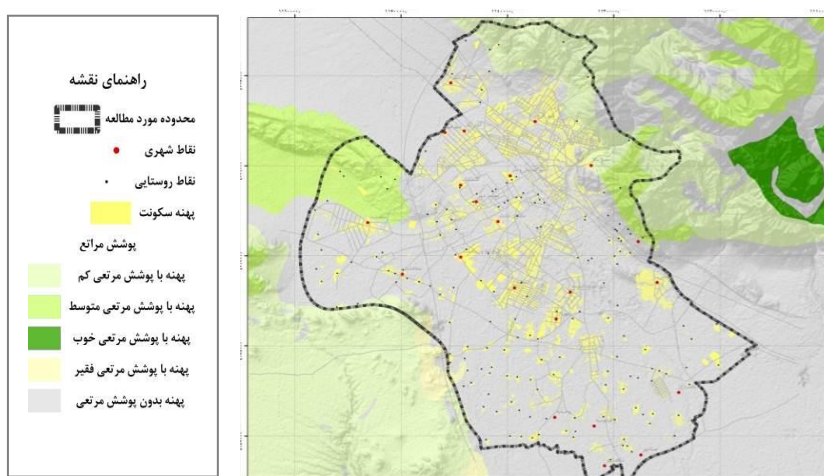 راهنمای نقشه
محدوده مورد مطالعه
نقاط شهری
نقاط روستایی
پهنه سکونت
پوشش مراتع
پهنه با پوشش مرتعی کم
پهنه با پوشش مرتعی متوسط
پهنه با پوشش مرتعی خوب
پهنه با پوشش مرتعی فقیر
پهنه بدون پوشش مرتعی